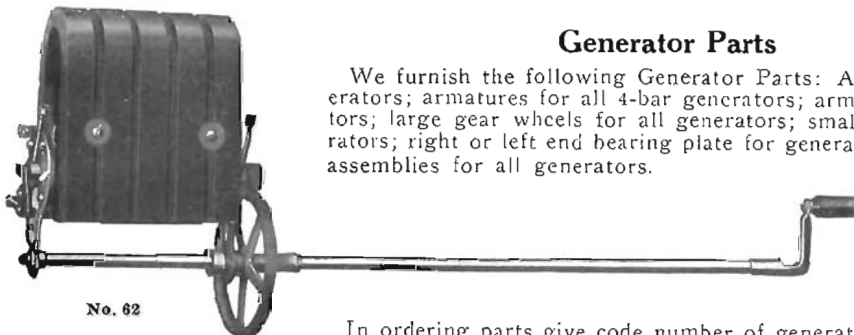 Generator Parts
We furnish the following Generator Parts: A
erators; armatures for all 4-bar generators; arm
tors; large gear wheels for all generators; smal
rators; right or left end bearing plate for genera
assemblies for all generators.
No. 62
In ordering parts give code number of generat